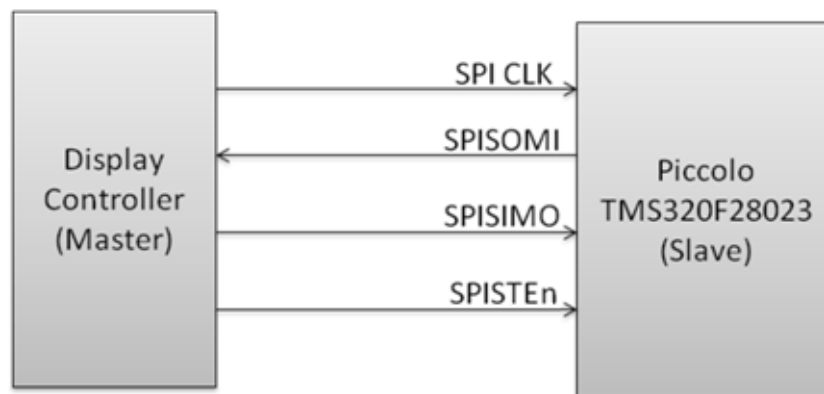 Display
Controller
(Master)
SPI CLK
SPISOMI
SPISIMO
SPISTEn
Piccolo
TMS320F28023
(Slave)